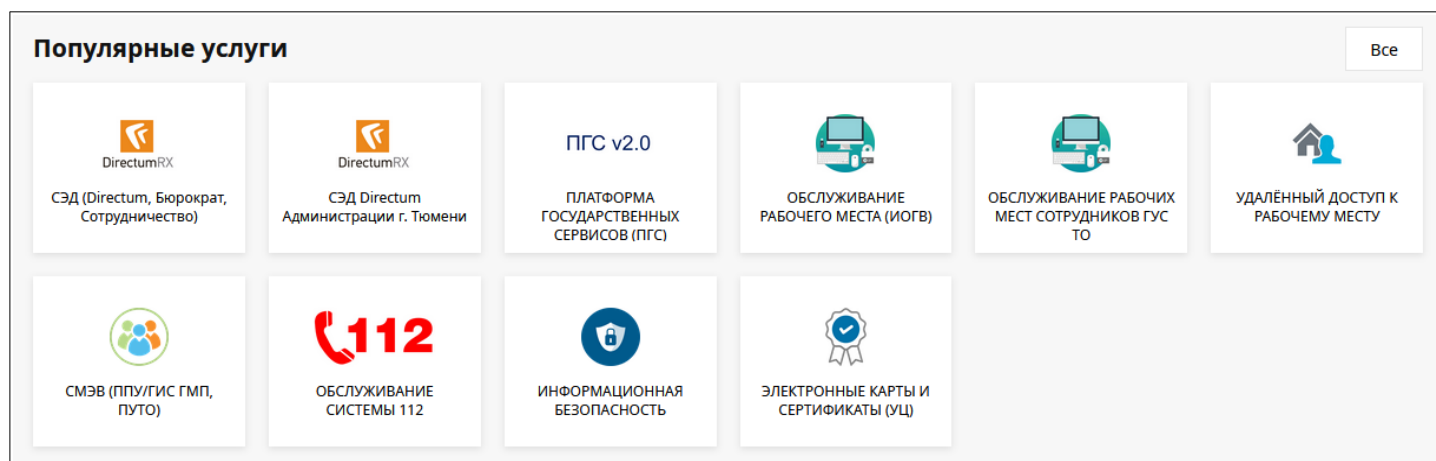 Популярные услуги
Все
DirectumRX
СЭД (Directum, Бюрократ,
Сотрудничество)
DirectumRX
СЭД Directum
Администрации г. Тюмени
ПГС v2.0
ПЛАТФОРМА
ГОСУДАРСТВЕННЫХ
СЕРВИСОВ (ПГС)
ОБСЛУЖИВАНИЕ
РАБОЧЕГО МЕСТА (ИОГВ)
ОБСЛУЖИВАНИЕ РАБОЧИХ
МЕСТ СОТРУДНИКОВ ГУС
ТО
УДАЛЁННЫЙ ДОСТУП К
РАБОЧЕМУ МЕСТУ
СМЭВ (ППУ/ГИС ГМП,
ПУТО)
112
ОБСЛУЖИВАНИЕ
СИСТЕМЫ 112
ИНФОРМАЦИОННАЯ
БЕЗОПАСНОСТЬ
ЭЛЕКТРОННЫЕ КАРТЫ И
СЕРТИФИКАТЫ (УЦ)